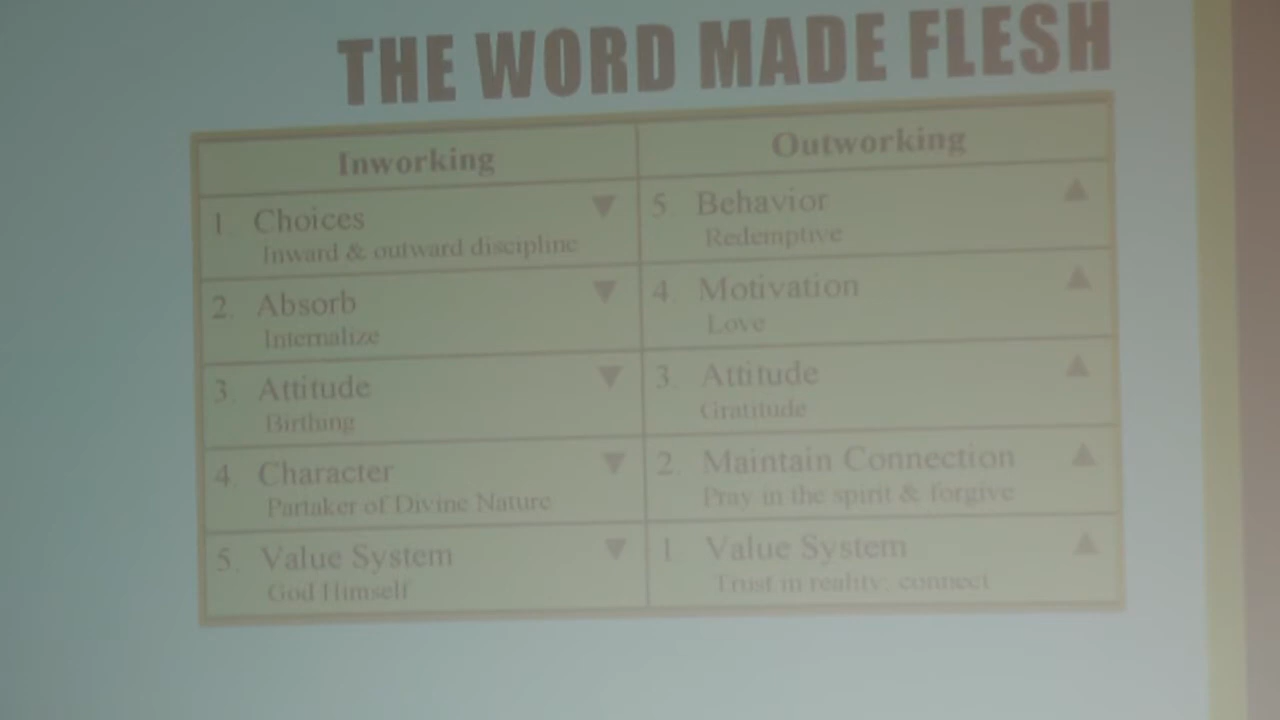 THE WORD MADE FLESH
Inworking
Outworking
1. Choices ▼
Inward & outward discipline
5. Behavior ▲
Redemptive
2. Absorb ▼
Internalize
4. Motivation ▲
Love
3. Attitude ▼
Birthing
3. Attitude ▲
Gratitude
4. Character ▼
Partaker of Divine Nature
2. Maintain Connection ▲
Pray in the spirit & forgive
5. Value System ▼
God Himself
1. Value System ▲
Trust in reality: connect